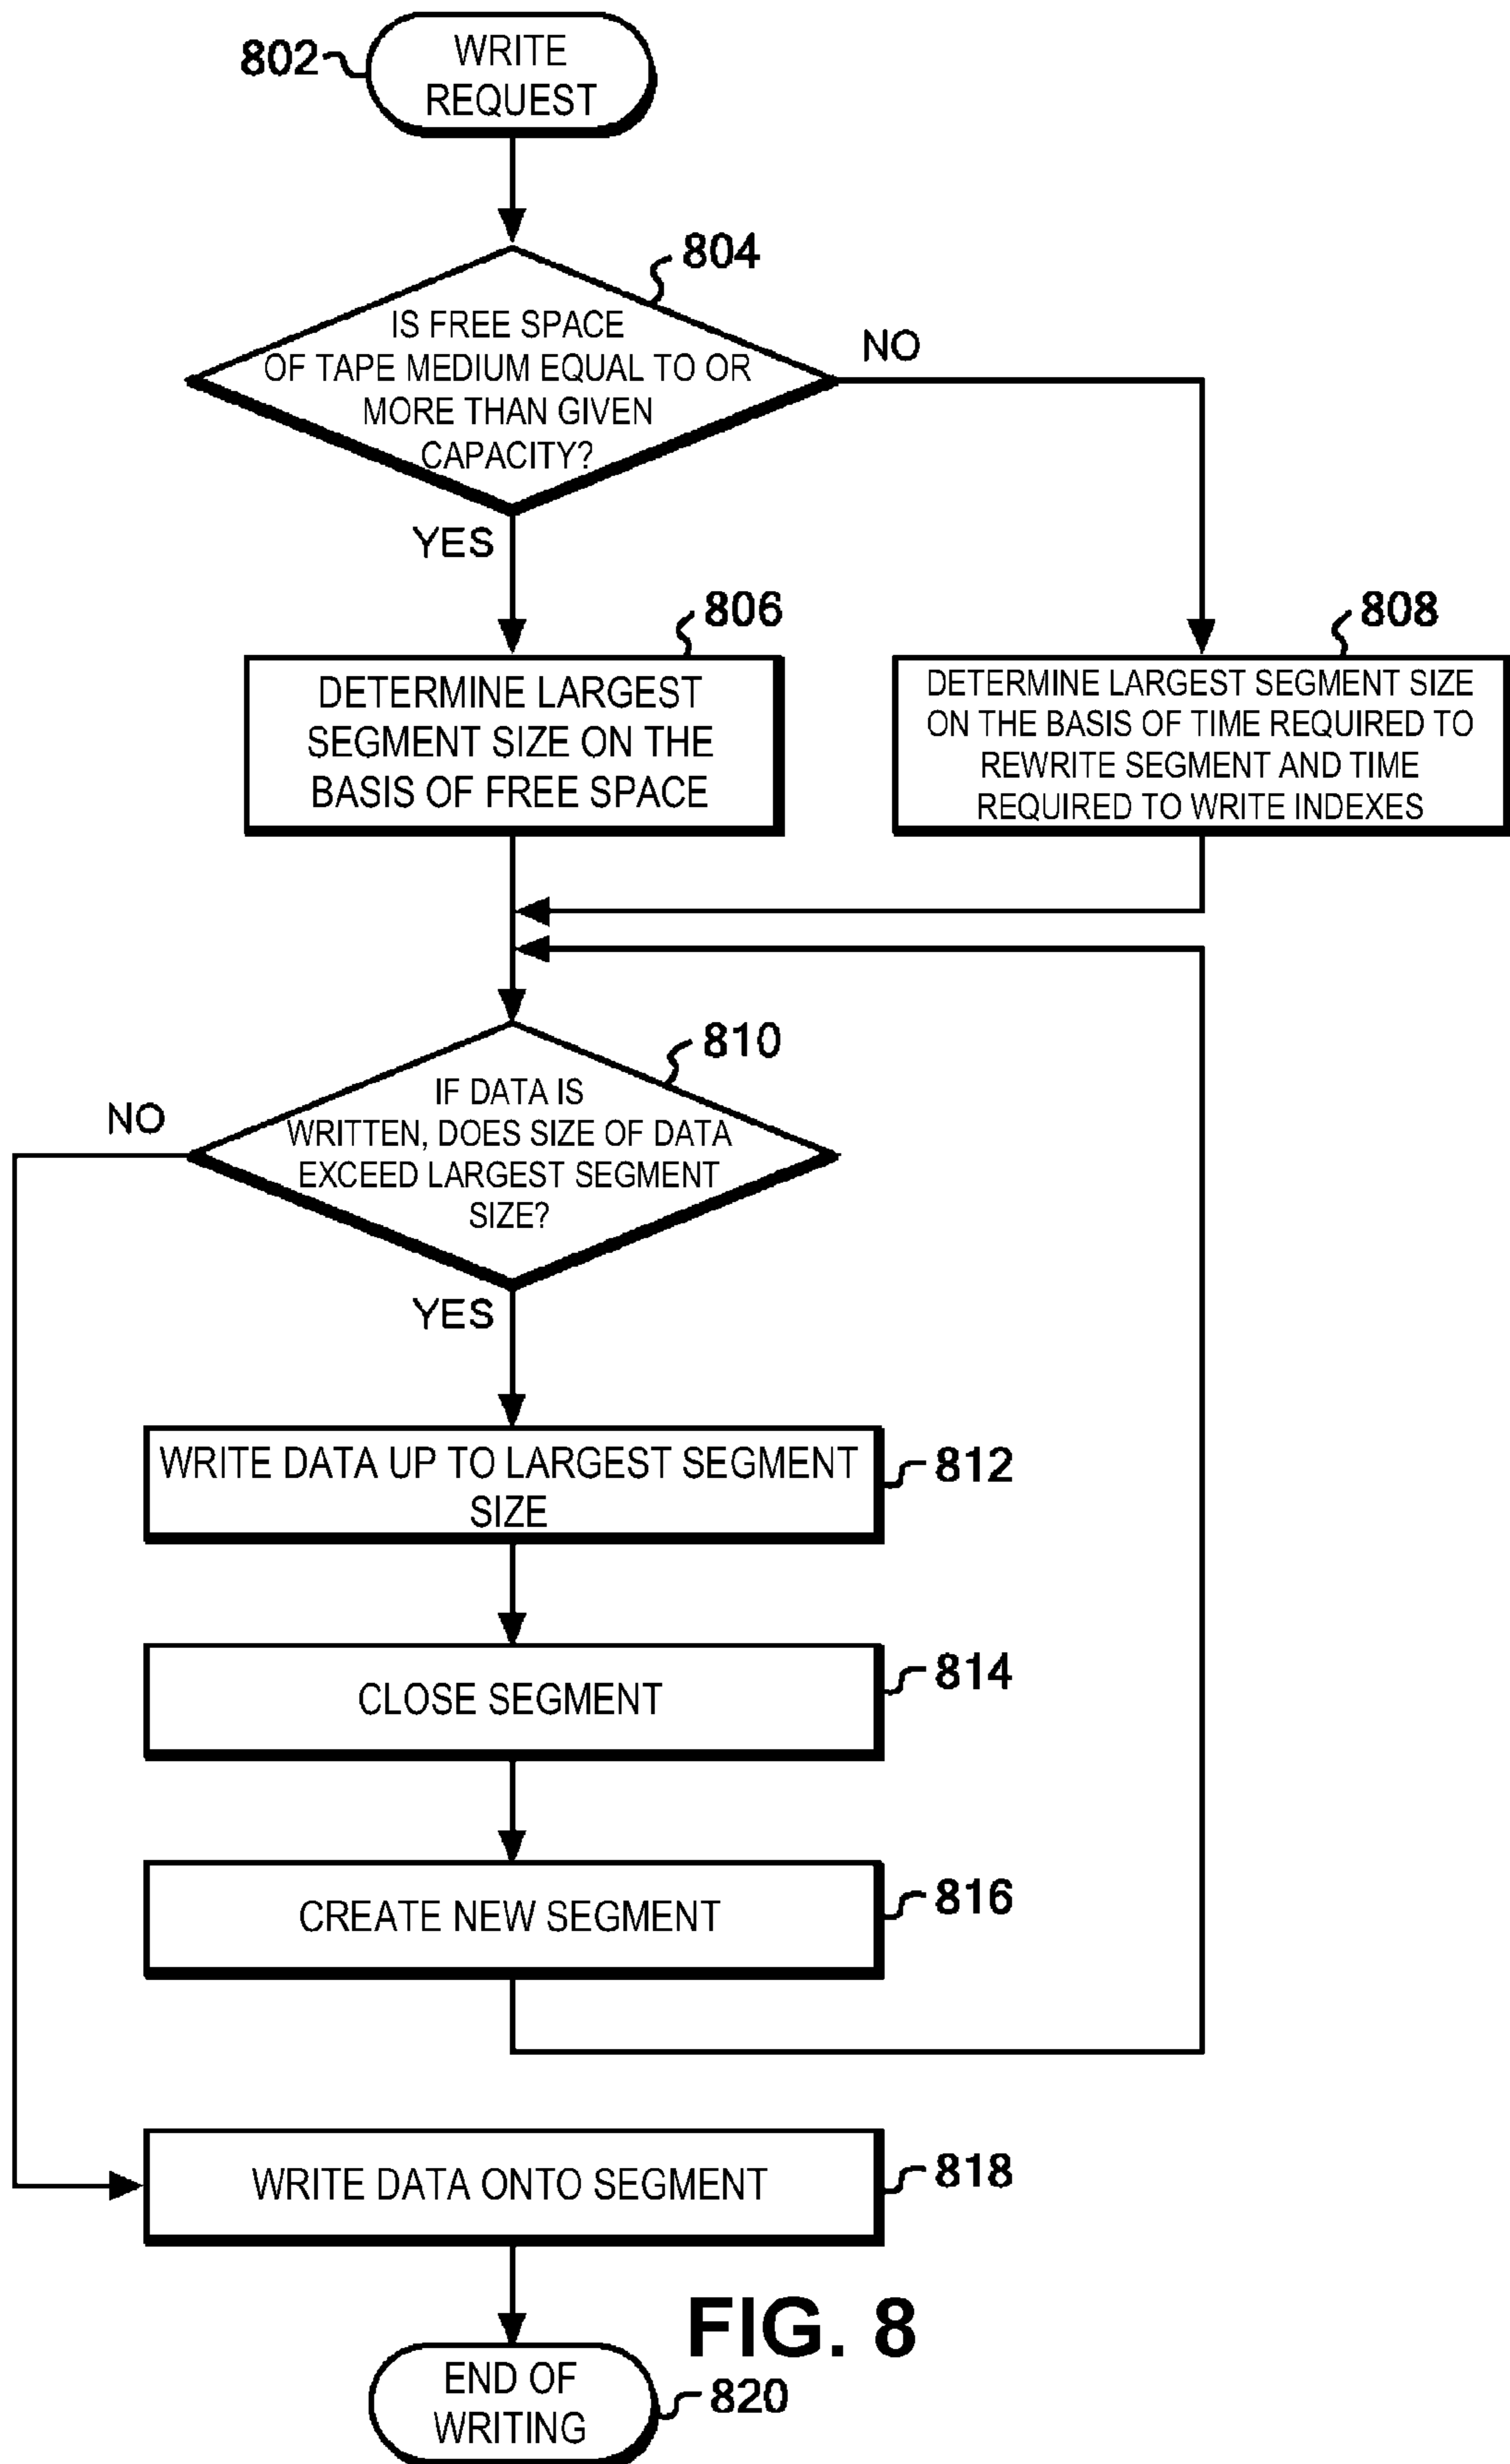 802
WRITE
REQUEST
804
IS FREE SPACE
OF TAPE MEDIUM EQUAL TO OR
MORE THAN GIVEN
CAPACITY?
NO
YES
806
DETERMINE LARGEST
SEGMENT SIZE ON THE
BASIS OF FREE SPACE
808
DETERMINE LARGEST SEGMENT SIZE
ON THE BASIS OF TIME REQUIRED TO
REWRITE SEGMENT AND TIME
REQUIRED TO WRITE INDEXES
810
IF DATA IS
WRITTEN, DOES SIZE OF DATA
EXCEED LARGEST SEGMENT
SIZE?
NO
YES
WRITE DATA UP TO LARGEST SEGMENT
SIZE
812
CLOSE SEGMENT
814
CREATE NEW SEGMENT
816
WRITE DATA ONTO SEGMENT
818
FIG. 8
END OF
WRITING
820